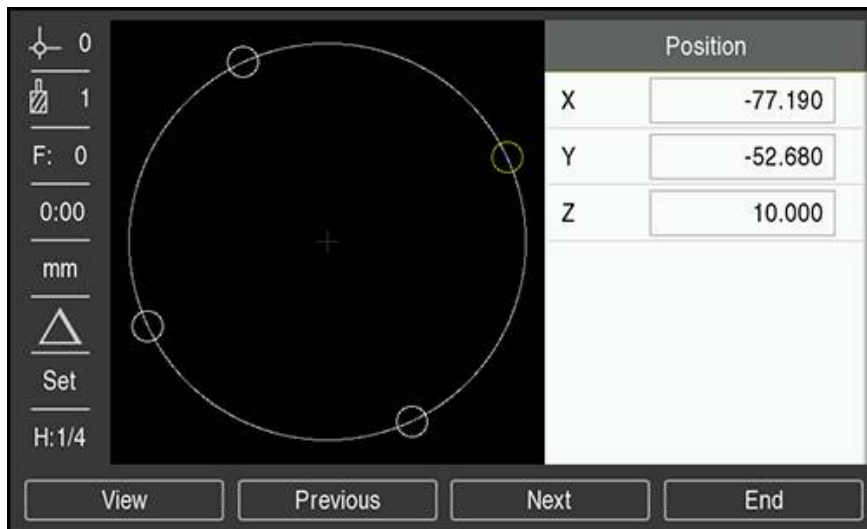 0
1
F: 0
0:00
mm
Set
H:1/4
Position
X -77.190
Y -52.680
Z 10.000
View Previous Next End